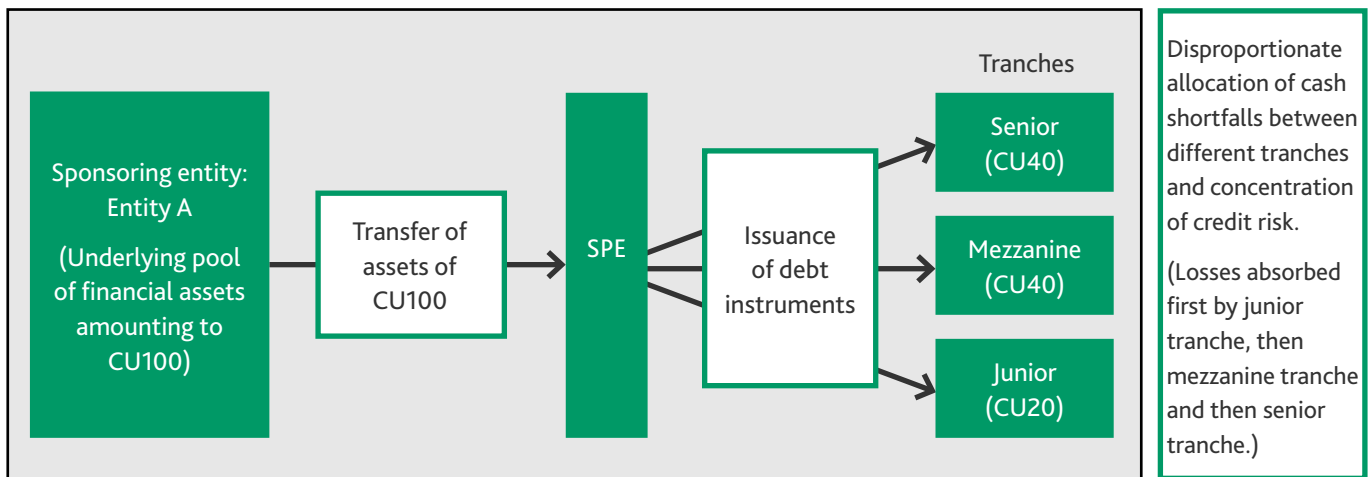 Sponsoring entity:
Entity A
(Underlying pool
of financial assets
amounting to
CU100)
Transfer of
assets of
CU100
SPE
Issuance
of debt
instruments
Tranches
Senior
(CU40)
Mezzanine
(CU40)
Junior
(CU20)
Disproportionate
allocation of cash
shortfalls between
different tranches
and concentration
of credit risk.
(Losses absorbed
first by junior
tranche, then
mezzanine tranche
and then senior
tranche.)